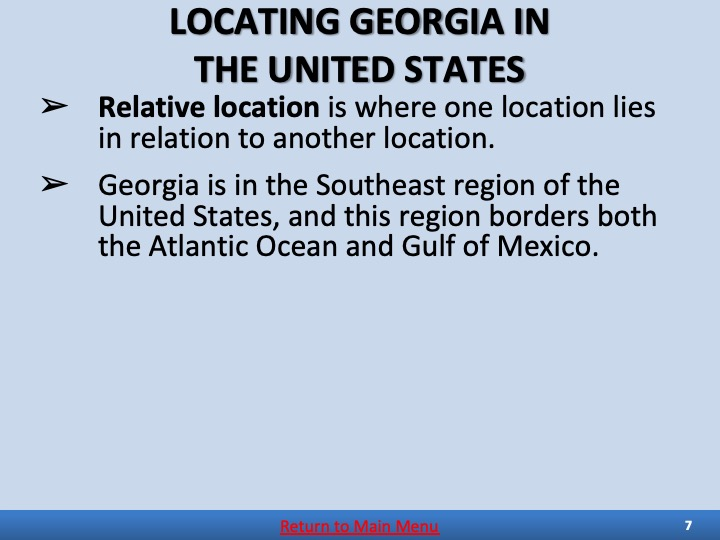 LOCATING GEORGIA IN
THE UNITED STATES
➢ Relative location is where one location lies
in relation to another location.
➢ Georgia is in the Southeast region of the
United States, and this region borders both
the Atlantic Ocean and Gulf of Mexico.
Return to Main Menu
7